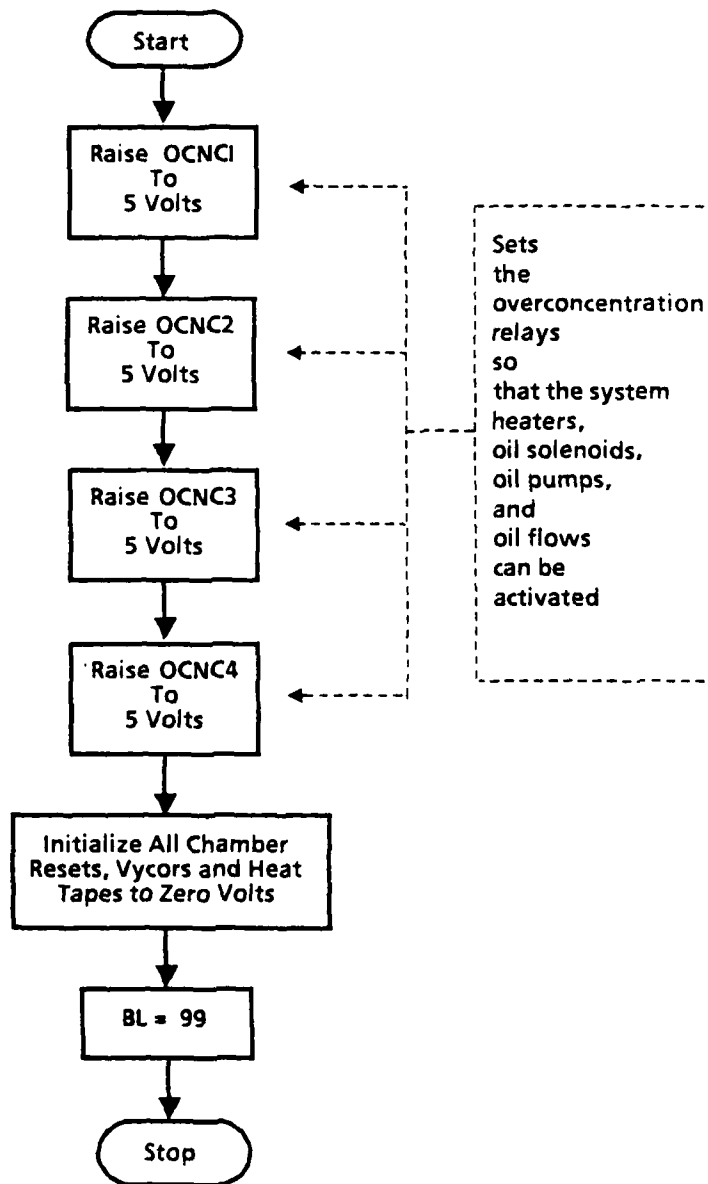 Start
Raise OCNC1
To
5 Volts
Raise OCNC2
To
5 Volts
Raise OCNC3
To
5 Volts
Raise OCNC4
To
5 Volts
Sets
the
overconcentration
relays
so
that the system
heaters,
oil solenoids,
oil pumps,
and
oil flows
can be
activated
Initialize All Chamber
Resets, Vycors and Heat
Tapes to Zero Volts
BL = 99
Stop